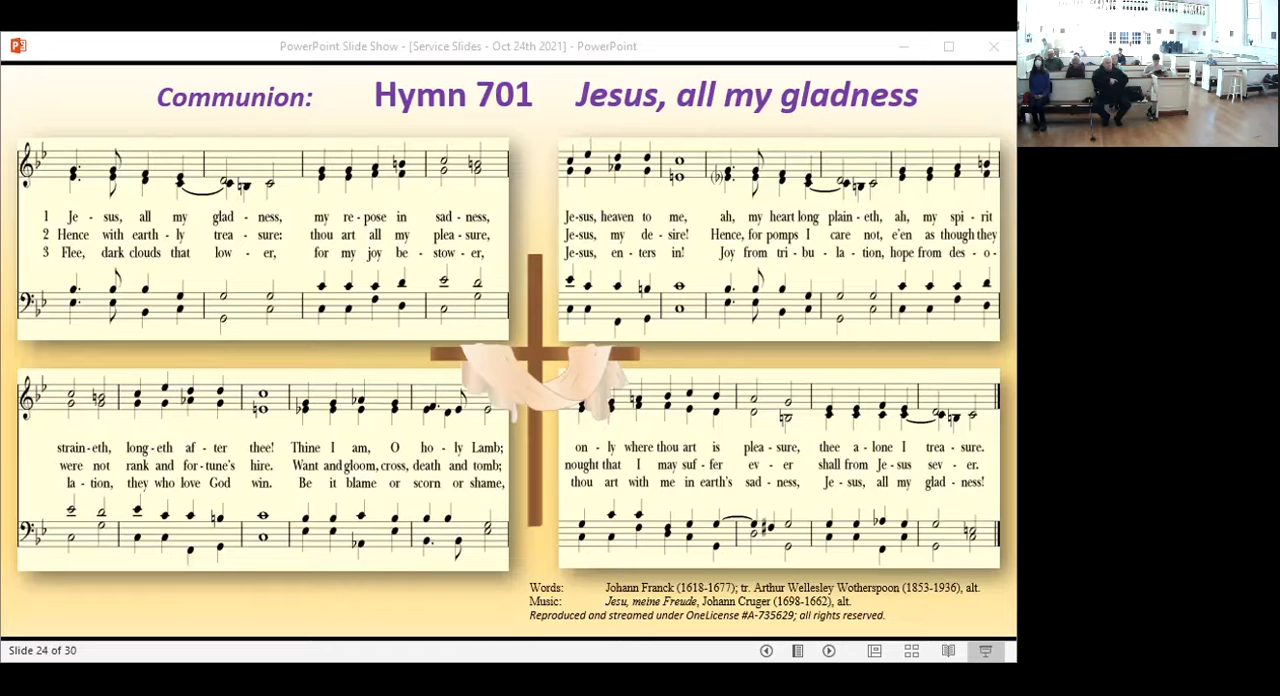 PowerPoint Slide Show - [Service Slides - Oct 24th 2021] - PowerPoint
Communion: Hymn 701 Jesus, all my gladness
1 Je - sus, all my glad - ness, my re - pose in sad - ness,
2 Hence with earth - ly trea - sure: thou art all my plea - sure,
3 Flee, dark clouds that low - er, for my joy be - stow - er,
Je-sus, heaven to me, ah, my heart long plain - eth, ah, my spi - rit
Je-sus, my de - sire! Hence, for pomps I care not, e'en as though they
Je-sus, en - ters in! Joy from tri - bu - la - tion, hope from des - o -
strain - eth, long - eth af - ter thee! Thine I am, O ho - ly Lamb;
were not rank and for - tune's hire. Want and gloom, cross, death and tomb;
la - tion, they who love God win. Be it blame or scorn or shame,
on - ly where thou art is plea - sure, thee a - lone I trea - sure.
nought that I may suf - fer ev - er shall from Je - sus sev - er.
thou art with me in earth's sad - ness, Je - sus, all my glad - ness!
Words: Johann Franck (1618-1677); tr. Arthur Wellesley Wotherspoon (1853-1936), alt.
Music: Jesu, meine Freude, Johann Cruger (1698-1662), alt.
Reproduced and streamed under OneLicense #A-735629; all rights reserved.
Slide 24 of 30